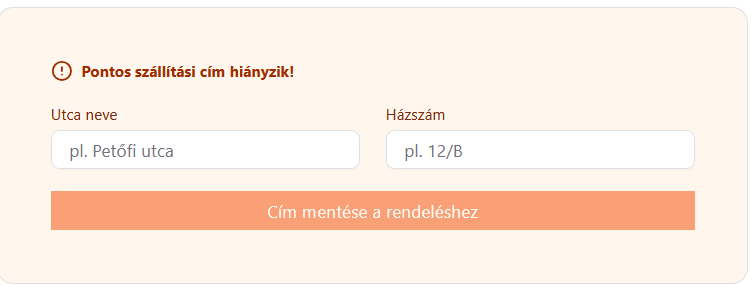 Pontos szállítási cím hiányzik!
Utca neve Házszám
pl. Petőfi utca pl. 12/B
Cím mentése a rendeléshez